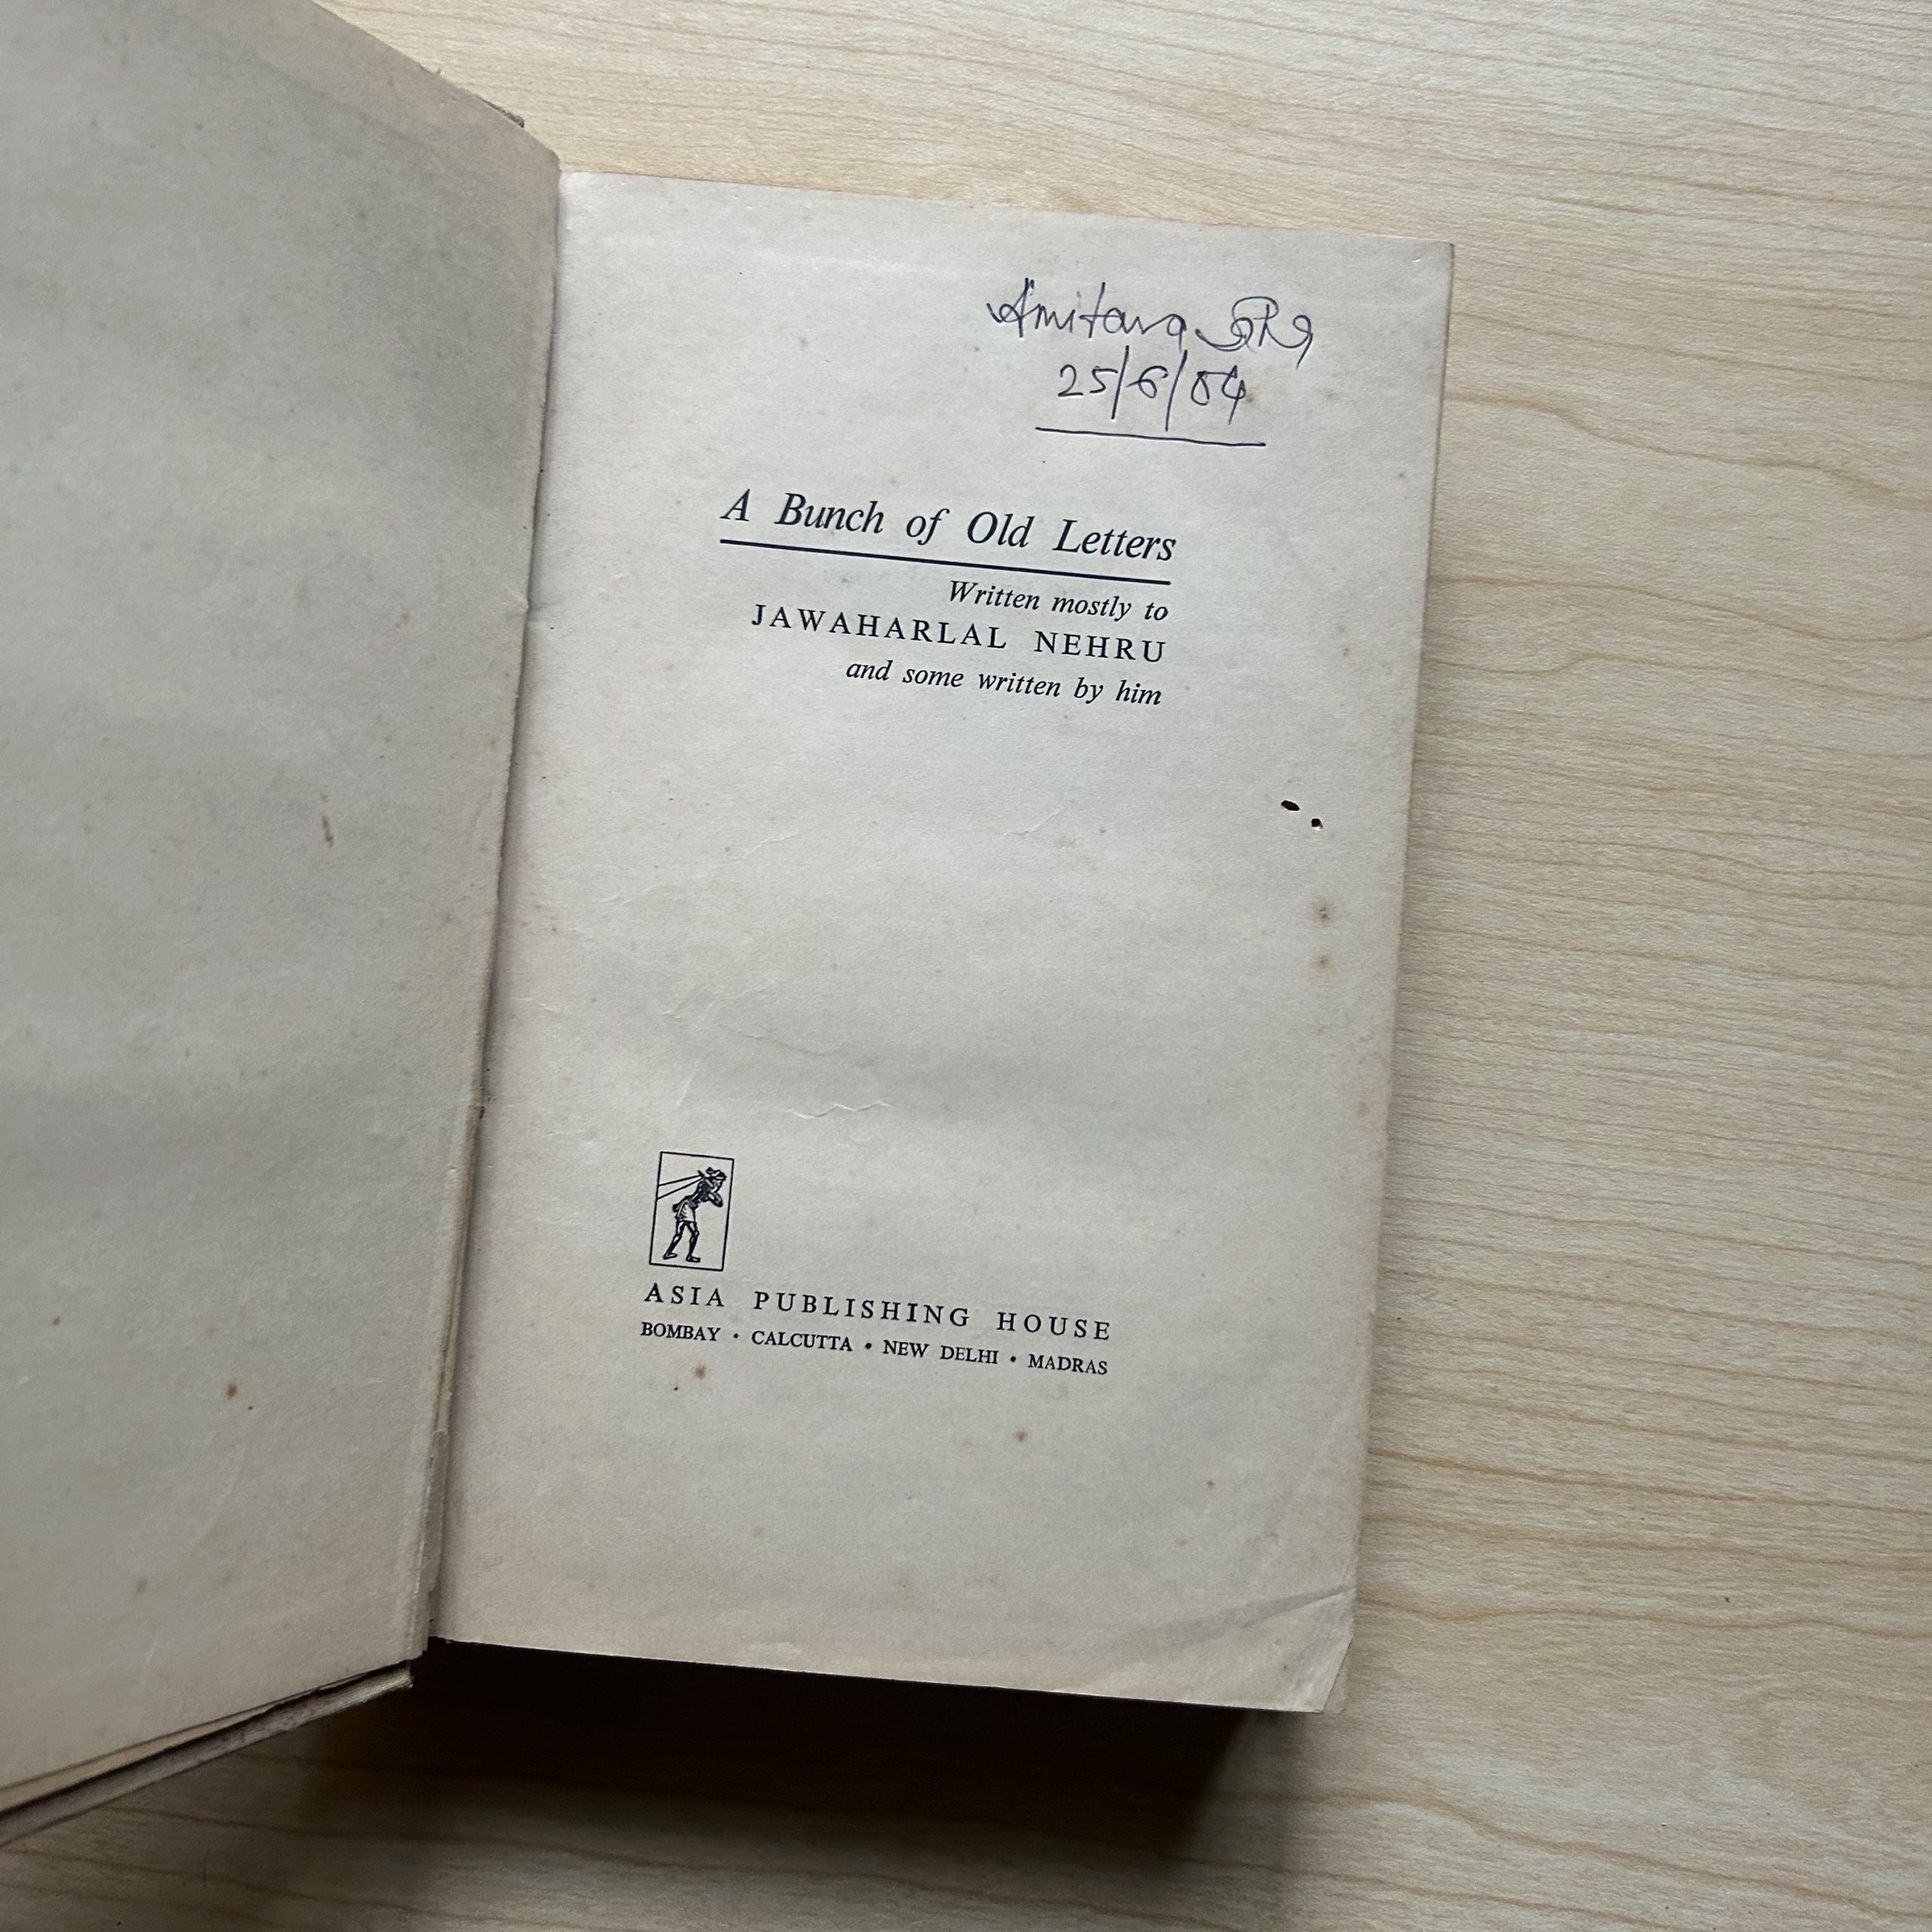 Amitava
25/6/84
A Bunch of Old Letters
Written mostly to
JAWAHARLAL NEHRU
and some written by him
ASIA PUBLISHING HOUSE
BOMBAY • CALCUTTA • NEW DELHI • MADRAS